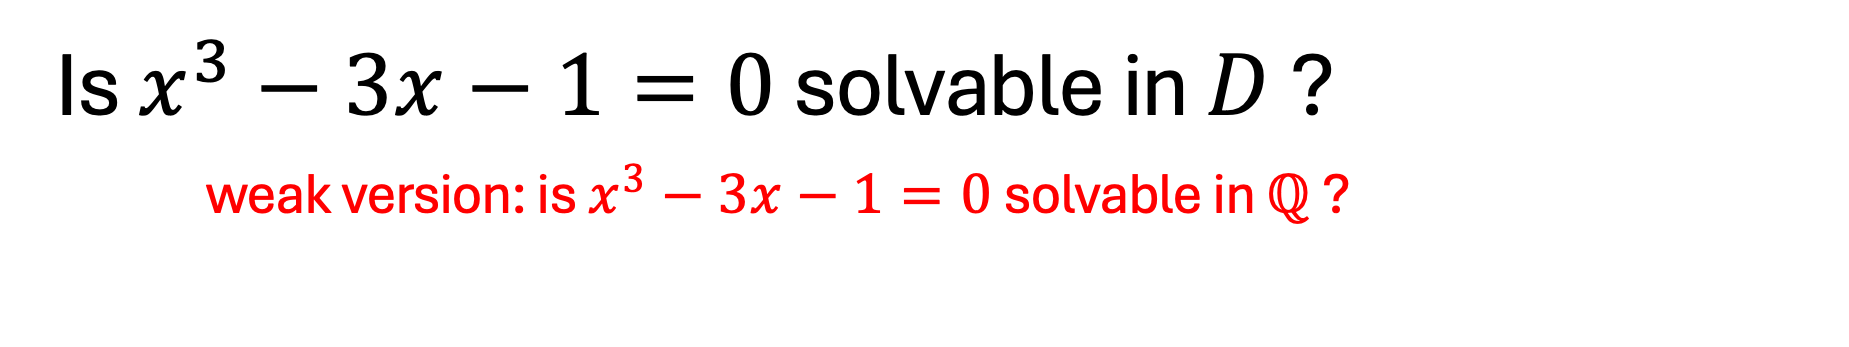 Is x³ − 3x − 1 = 0 solvable in D ?
weak version: is x³ − 3x − 1 = 0 solvable in ℚ ?